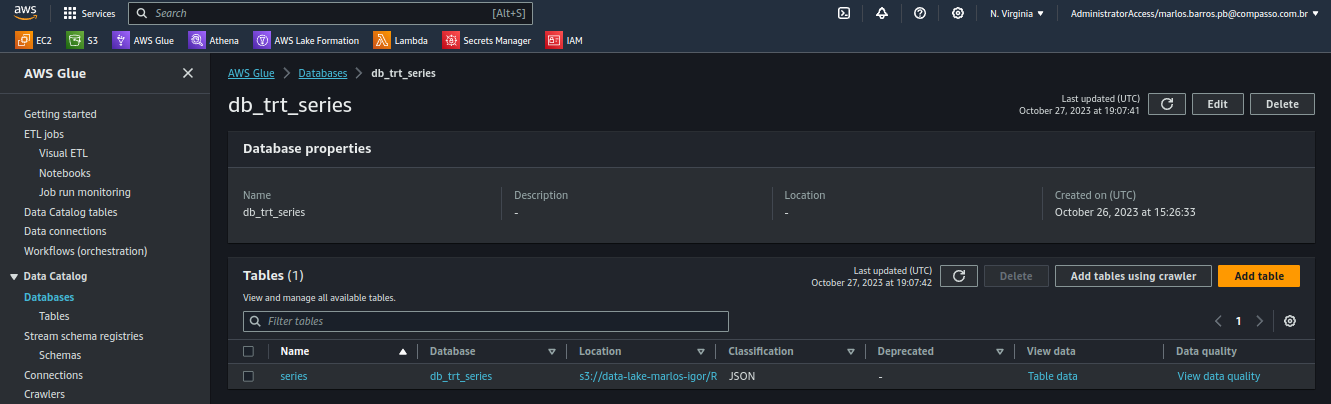 aws Services Search [Alt+S] N. Virginia AdministratorAccess/marlos.barros.pb@compasso.com.br
EC2 S3 AWS Glue Athena AWS Lake Formation Lambda Secrets Manager IAM
AWS Glue
Getting started
ETL jobs
Visual ETL
Notebooks
Job run monitoring
Data Catalog tables
Data connections
Workflows (orchestration)
Data Catalog
Databases
Tables
Stream schema registries
Schemas
Connections
Crawlers
AWS Glue Databases db_trt_series
db_trt_series
Last updated (UTC)
October 27, 2023 at 19:07:41
Edit Delete
Database properties
Name Description Location Created on (UTC)
db_trt_series - - October 26, 2023 at 15:26:33
Tables (1)
View and manage all available tables.
Last updated (UTC)
October 27, 2023 at 19:07:42
Delete Add tables using crawler Add table
Filter tables
1
Name Database Location Classification Deprecated View data Data quality
series db_trt_series s3://data-lake-marlos-igor/R JSON - Table data View data quality